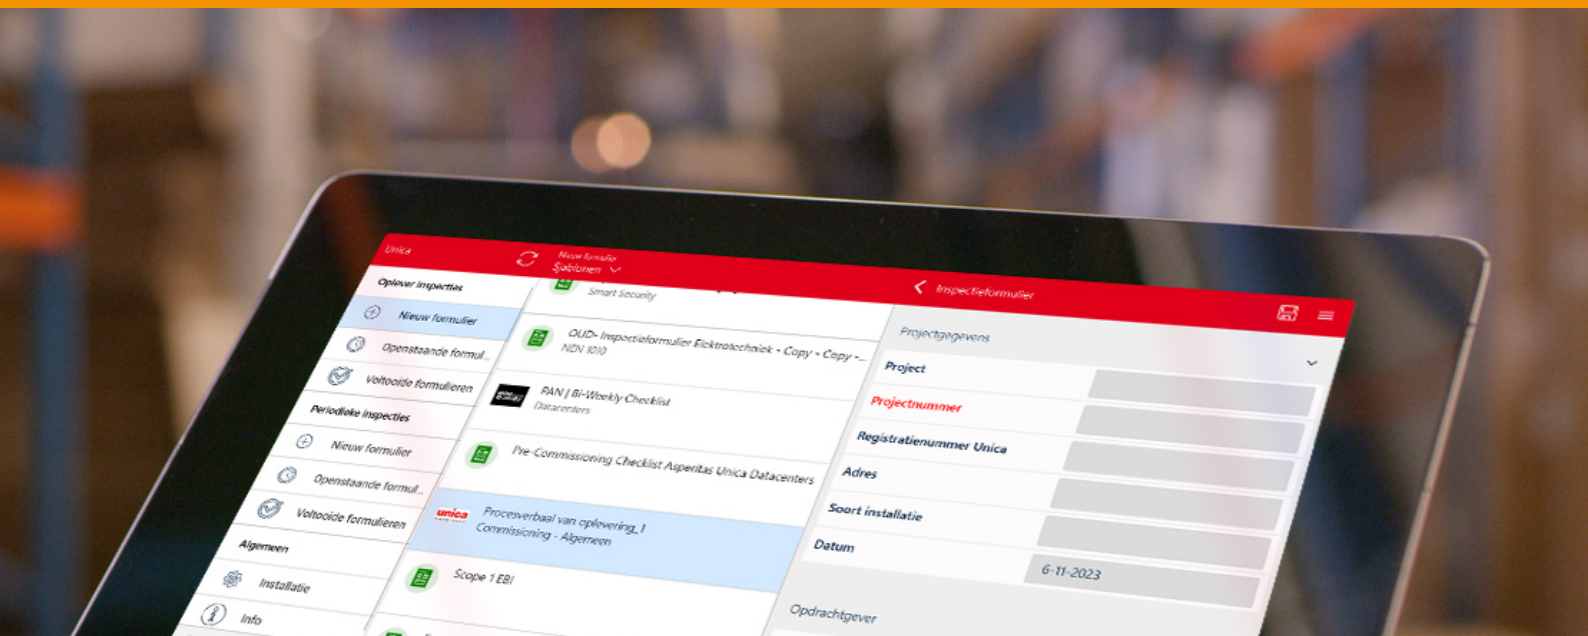 Unica
Oplever inspecties
Nieuw formulier
Openstaande formul...
Voltooide formulieren
Periodieke inspecties
Nieuw formulier
Openstaande formul...
Voltooide formulieren
Algemeen
Installatie
Info
Nieuw formulier
Sjablonen
Smart Security
OUD- Inspectieformulier Elektrotechniek - Copy - Copy -...
NEN 1010
PAN | Bi-Weekly Checklist
Datacenters
Pre-Commissioning Checklist Asperitas Unica Datacenters
unica
Procesverbaal van oplevering_1
Commissioning - Algemeen
Scope 1 EBI
Inspectieformulier
Projectgegevens
Project
Projectnummer
Registratienummer Unica
Adres
Soort installatie
Datum
6-11-2023
Opdrachtgever